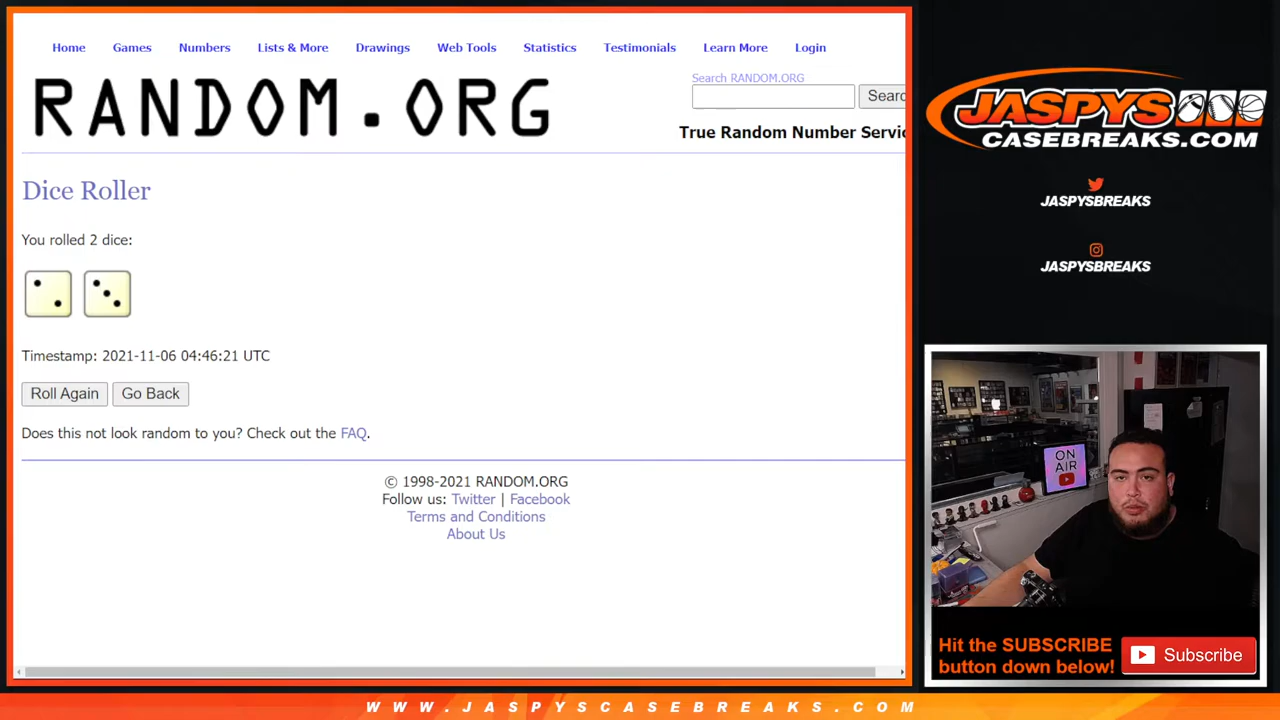 Home Games Numbers Lists & More Drawings Web Tools Statistics Testimonials Learn More Login
RANDOM.ORG
Search RANDOM.ORG
Searc
True Random Number Servic
Dice Roller
You rolled 2 dice:
Timestamp: 2021-11-06 04:46:21 UTC
Roll Again Go Back
Does this not look random to you? Check out the FAQ.
© 1998-2021 RANDOM.ORG
Follow us: Twitter | Facebook
Terms and Conditions
About Us
JASPYS
CASEBREAKS.COM
JASPYSBREAKS
JASPYSBREAKS
ON
AIR
Hit the SUBSCRIBE
button down below!
Subscribe
WWW.JASPYSCASEBREAKS.COM